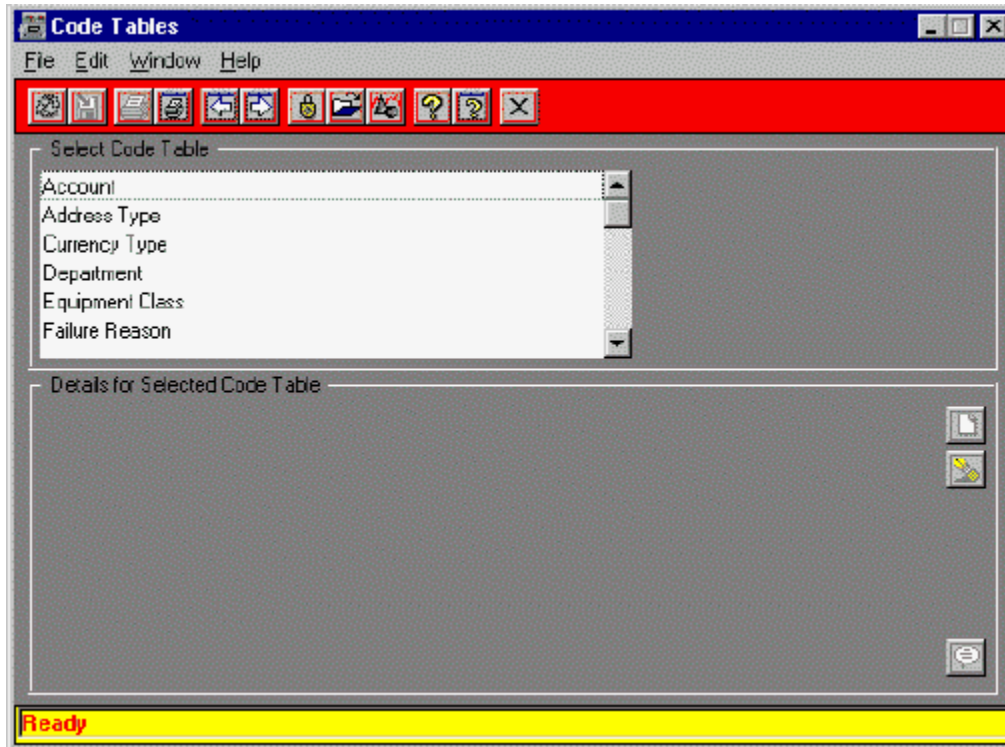 Code Tables
File Edit Window Help
Select Code Table
Account
Address Type
Currency Type
Department
Equipment Class
Failure Reason
Details for Selected Code Table
Ready